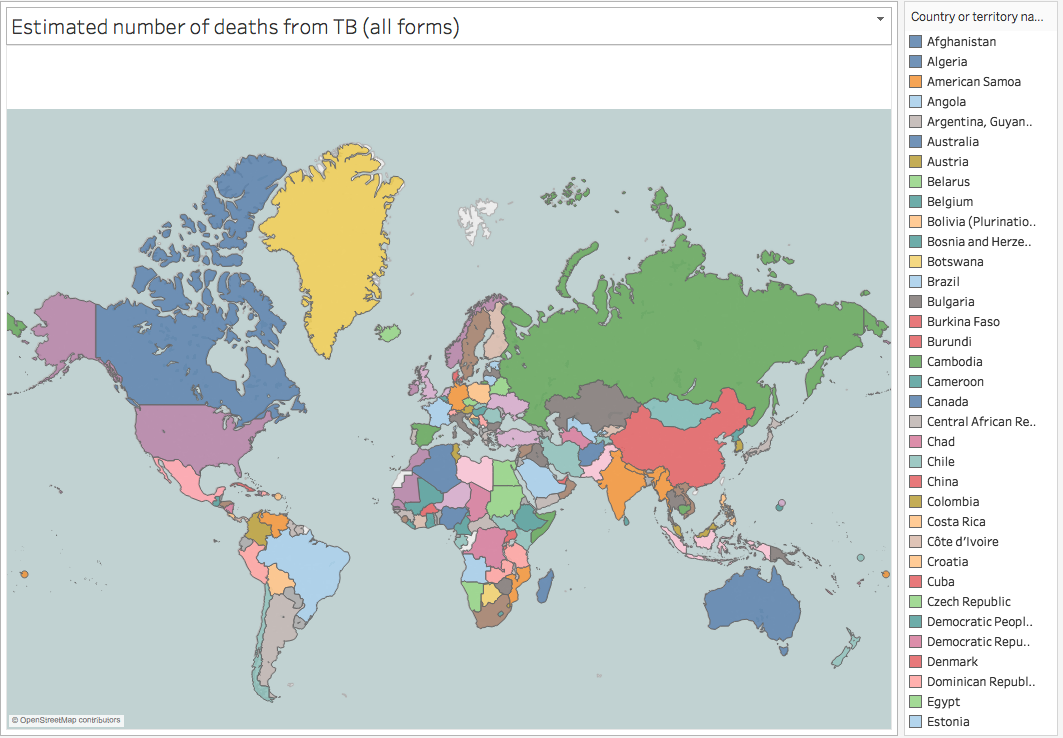 Estimated number of deaths from TB (all forms)
Country or territory na...
Afghanistan
Algeria
American Samoa
Angola
Argentina, Guyan..
Australia
Austria
Belarus
Belgium
Bolivia (Plurinatio..
Bosnia and Herze..
Botswana
Brazil
Bulgaria
Burkina Faso
Burundi
Cambodia
Cameroon
Canada
Central African Re..
Chad
Chile
China
Colombia
Costa Rica
Côte d’Ivoire
Croatia
Cuba
Czech Republic
Democratic Peopl..
Democratic Repu..
Denmark
Dominican Republ..
Egypt
Estonia
© OpenStreetMap contributors